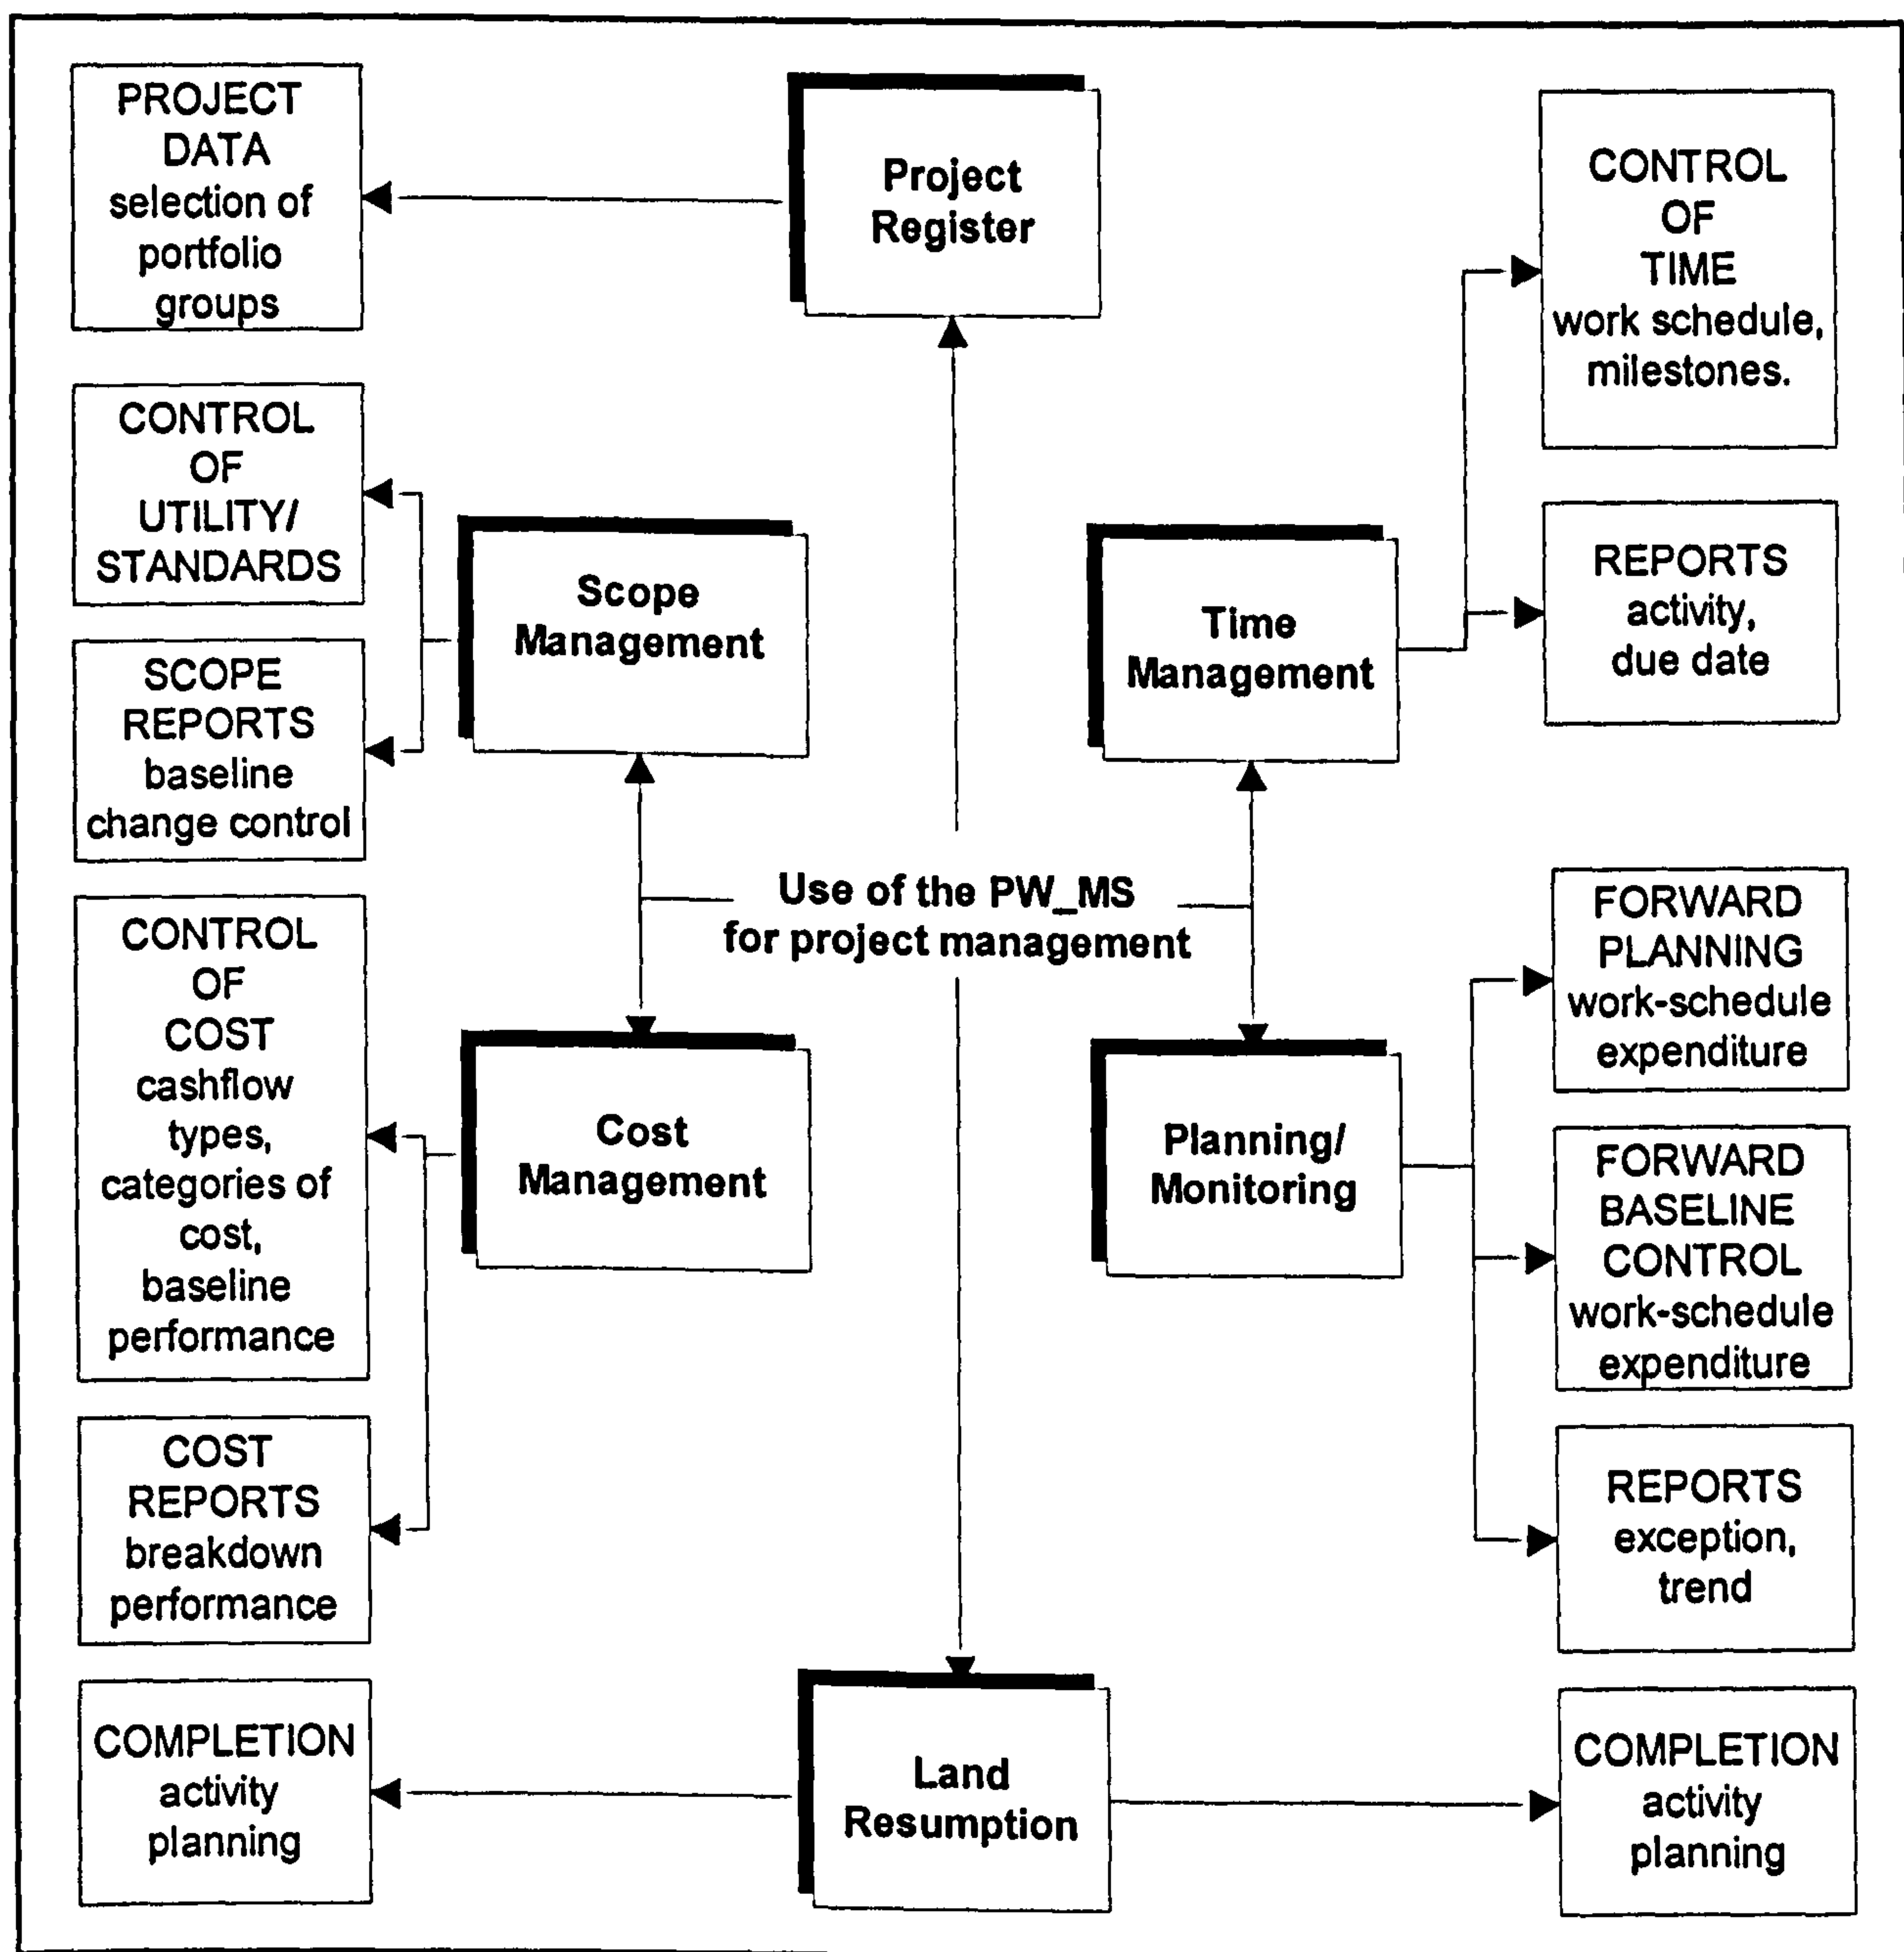 PROJECT
DATA
selection of
portfolio
groups
Project
Register
CONTROL
OF
TIME
work schedule,
milestones.
CONTROL
OF
UTILITY/
STANDARDS
Scope
Management
Time
Management
REPORTS
activity,
due date
SCOPE
REPORTS
baseline
change control
Use of the PW_MS
for project management
CONTROL
OF
COST
cashflow
types,
categories of
cost,
baseline
performance
Cost
Management
Planning/
Monitoring
FORWARD
PLANNING
work-schedule
expenditure
FORWARD
BASELINE
CONTROL
work-schedule
expenditure
COST
REPORTS
breakdown
performance
REPORTS
exception,
trend
COMPLETION
activity
planning
Land
Resumption
COMPLETION
activity
planning